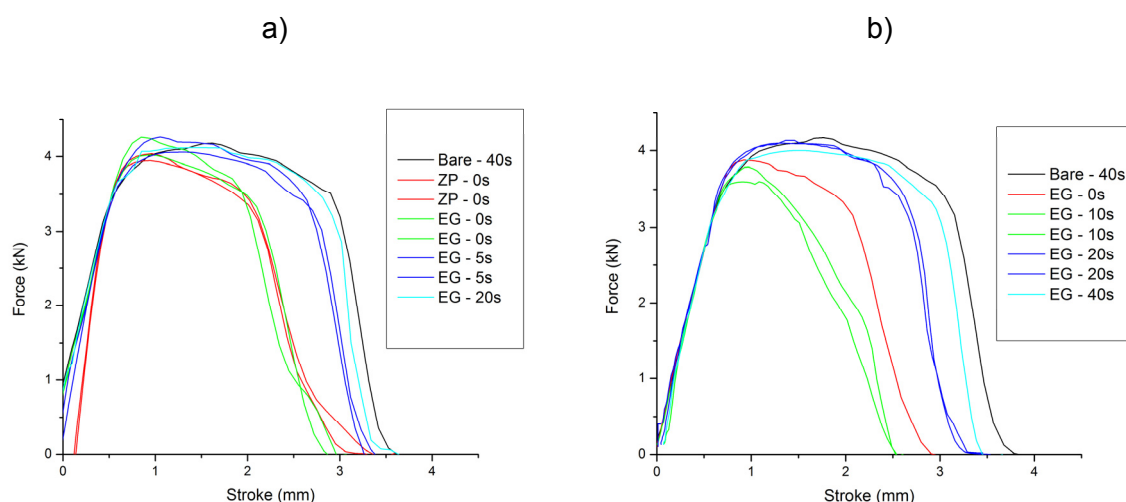 a)
b)
4
3
2
1
0
Force (kN)
0
1
2
3
4
Stroke (mm)
Bare - 40s
ZP - 0s
ZP - 0s
EG - 0s
EG - 0s
EG - 5s
EG - 5s
EG - 20s
4
3
2
1
0
Force (kN)
0
1
2
3
4
Stroke (mm)
Bare - 40s
EG - 0s
EG - 10s
EG - 10s
EG - 20s
EG - 20s
EG - 40s